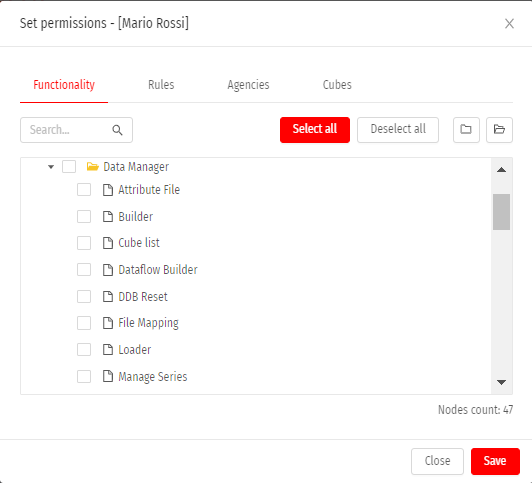 Set permissions - [Mario Rossi]
Functionality Rules Agencies Cubes
Search... Select all Deselect all
Data Manager
Attribute File
Builder
Cube list
Dataflow Builder
DDB Reset
File Mapping
Loader
Manage Series
Nodes count: 47
Close Save